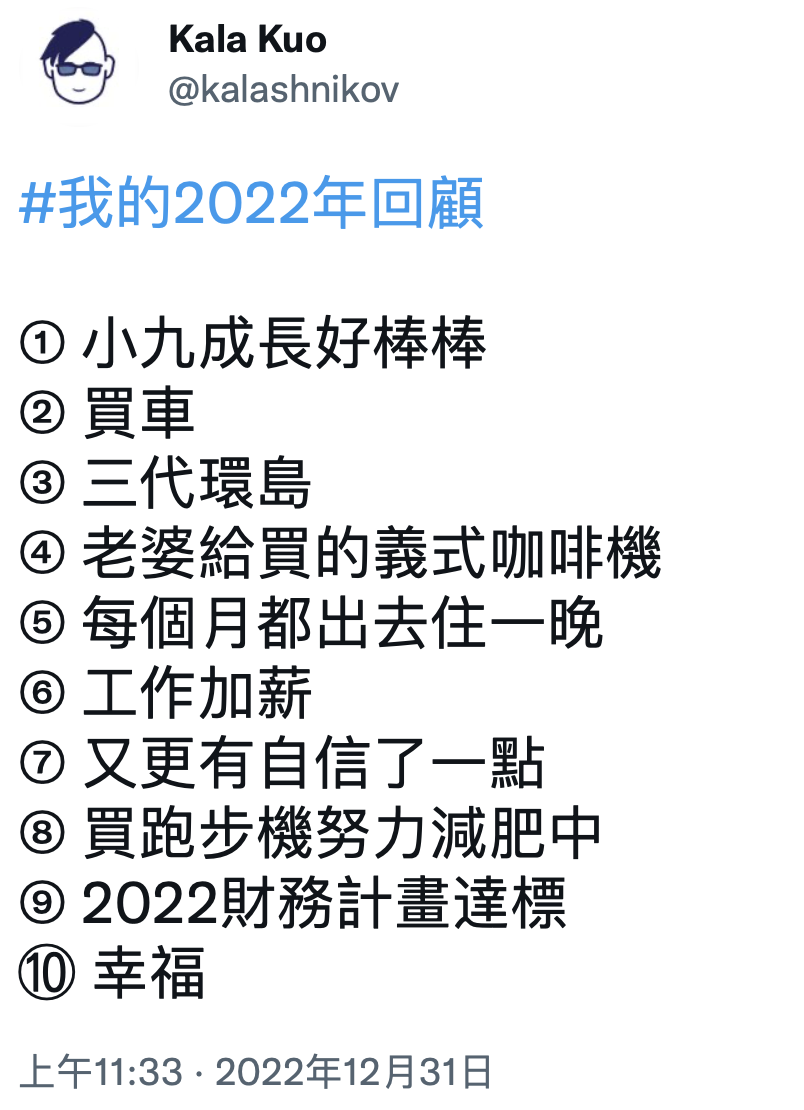 Kala Kuo
@kalashnikov
#我的2022年回顧
① 小九成長好棒棒
② 買車
③ 三代環島
④ 老婆給買的義式咖啡機
⑤ 每個月都出去住一晚
⑥ 工作加薪
⑦ 又更有自信了一點
⑧ 買跑步機努力減肥中
⑨ 2022財務計畫達標
⑩ 幸福
上午11:33 · 2022年12月31日